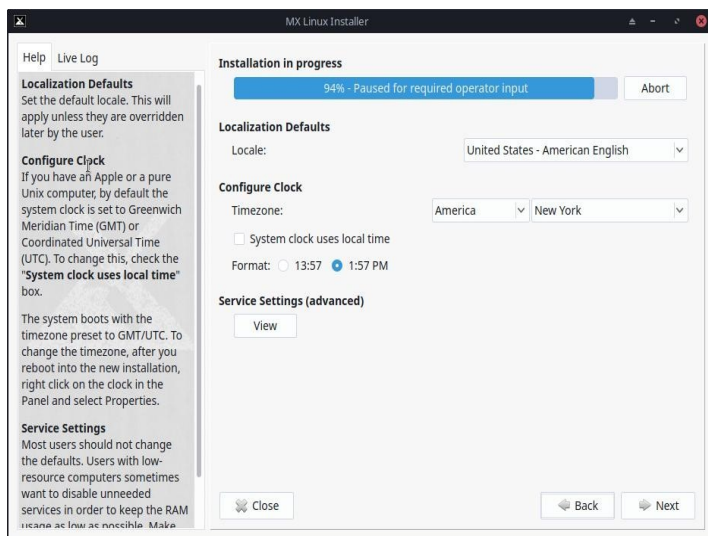 MX Linux Installer
Help
Live Log
Localization Defaults
Set the default locale. This will
apply unless they are overridden
later by the user.
Configure Clock
If you have an Apple or a pure
Unix computer, by default the
system clock is set to Greenwich
Meridian Time (GMT) or
Coordinated Universal Time
(UTC). To change this, check the
"System clock uses local time"
box.
The system boots with the
timezone preset to GMT/UTC. To
change the timezone, after you
reboot into the new installation,
right click on the clock in the
Panel and select Properties.
Service Settings
Most users should not change
the defaults. Users with low-
resource computers sometimes
want to disable unneeded
services in order to keep the RAM
usage as low as possible. Make
Installation in progress
94% - Paused for required operator input
Abort
Localization Defaults
Locale:
United States - American English
Configure Clock
Timezone:
America
New York
System clock uses local time
Format:
13:57
1:57 PM
Service Settings (advanced)
View
Close
Back
Next